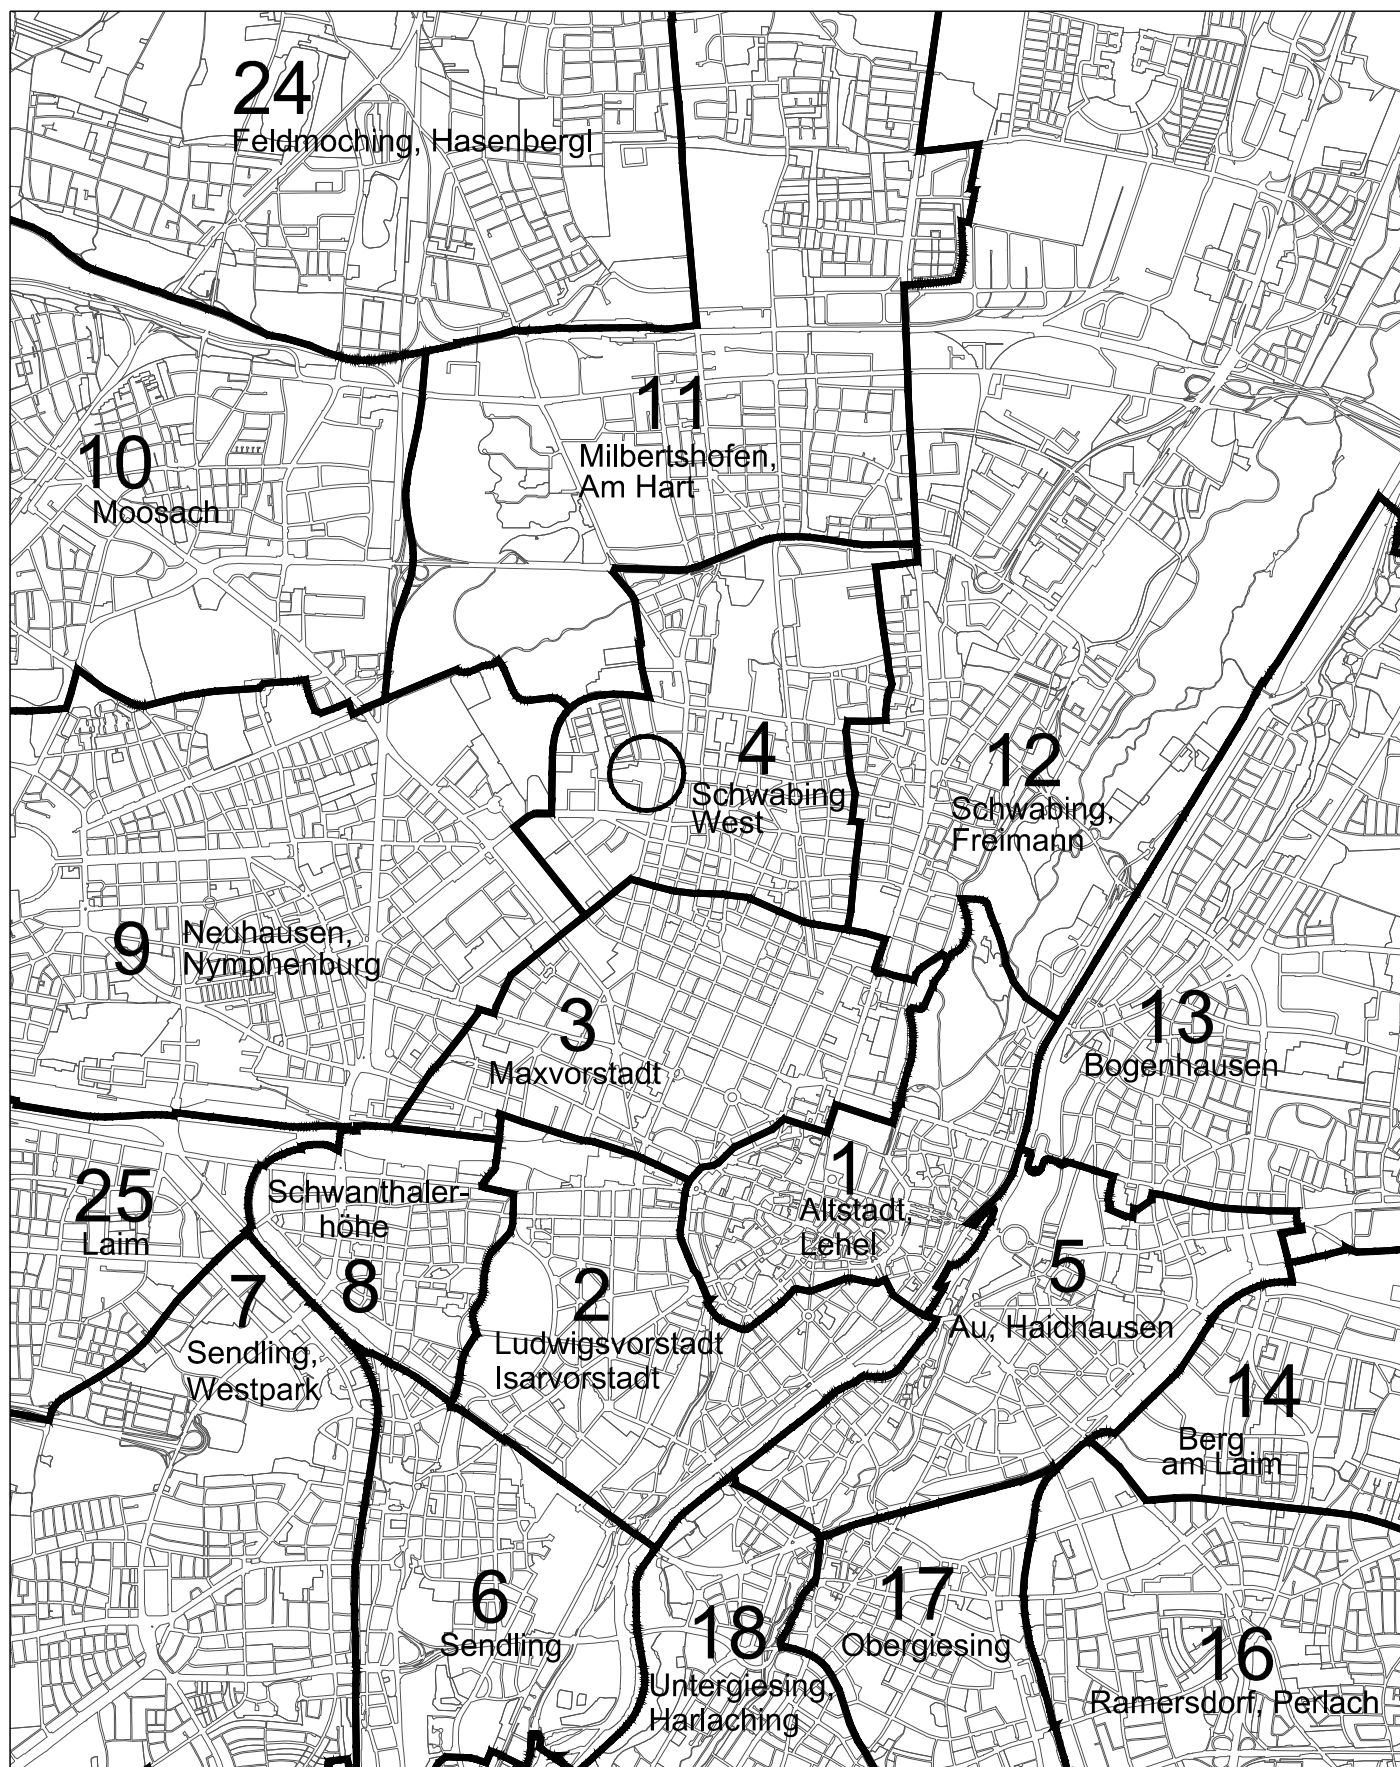 24
Feldmoching, Hasenbergl
11
Milbertshofen,
Am Hart
10
Moosach
4
Schwabing
West
12
Schwabing,
Freimann
9
Neuhausen,
Nymphenburg
3
Maxvorstadt
13
Bogenhausen
1
Altstadt,
Lehel
25
Laim
Schwanthaler-
höhe
8
7
Sendling,
Westpark
2
Ludwigsvorstadt
Isarvorstadt
5
Au, Haidhausen
14
Berg
am Laim
6
Sendling
18
Untergiesing,
Harlaching
17
Obergiesing
16
Ramersdorf, Perlach